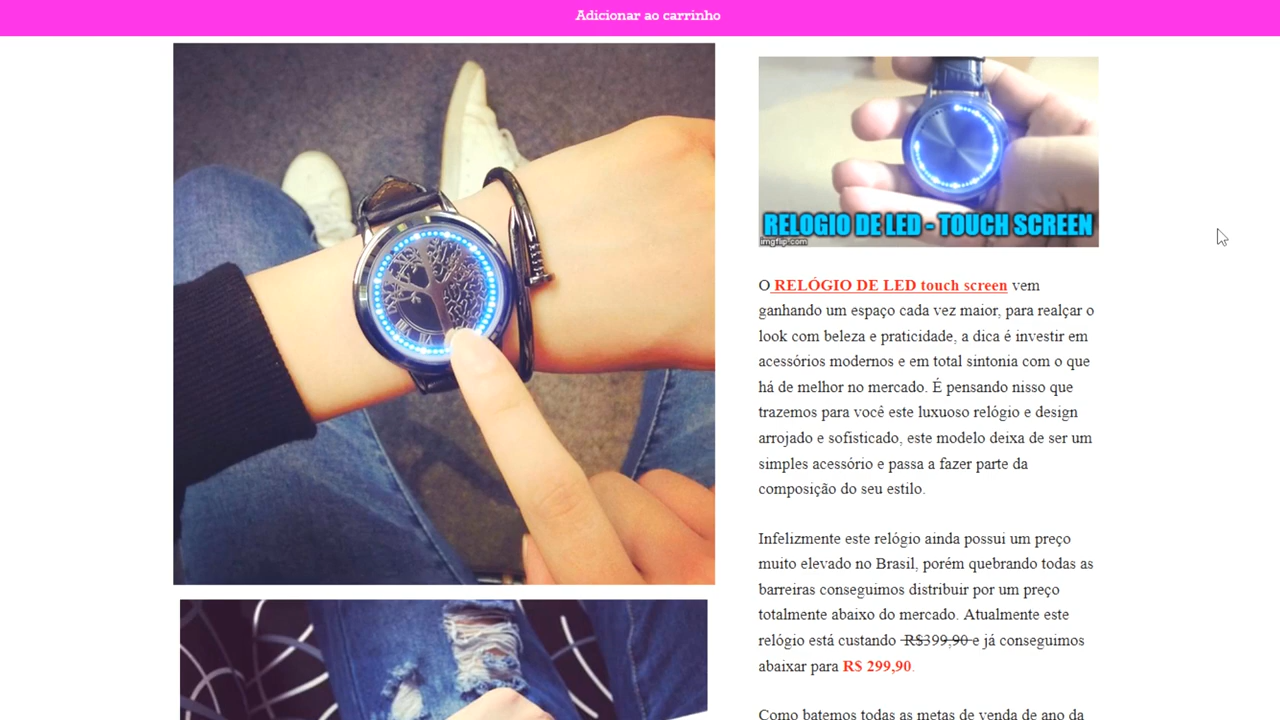 Adicionar ao carrinho
RELOGIO DE LED - TOUCH SCREEN
imgflip.com
O RELÓGIO DE LED touch screen vem
ganhando um espaço cada vez maior, para realçar o
look com beleza e praticidade, a dica é investir em
acessórios modernos e em total sintonia com o que
há de melhor no mercado. É pensando nisso que
trazemos para você este luxuoso relógio e design
arrojado e sofisticado, este modelo deixa de ser um
simples acessório e passa a fazer parte da
composição do seu estilo.
Infelizmente este relógio ainda possui um preço
muito elevado no Brasil, porém quebrando todas as
barreiras conseguimos distribuir por um preço
totalmente abaixo do mercado. Atualmente este
relógio está custando R$399,90 e já conseguimos
abaixar para R$ 299,90.
Como batemos todas as metas de venda de ano da